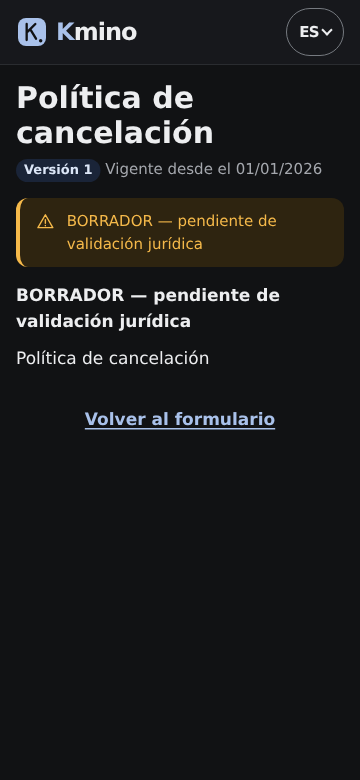 K. Kmino
ES
Política de
cancelación
Versión 1 Vigente desde el 01/01/2026
BORRADOR — pendiente de
validación jurídica
BORRADOR — pendiente de
validación jurídica
Política de cancelación
Volver al formulario